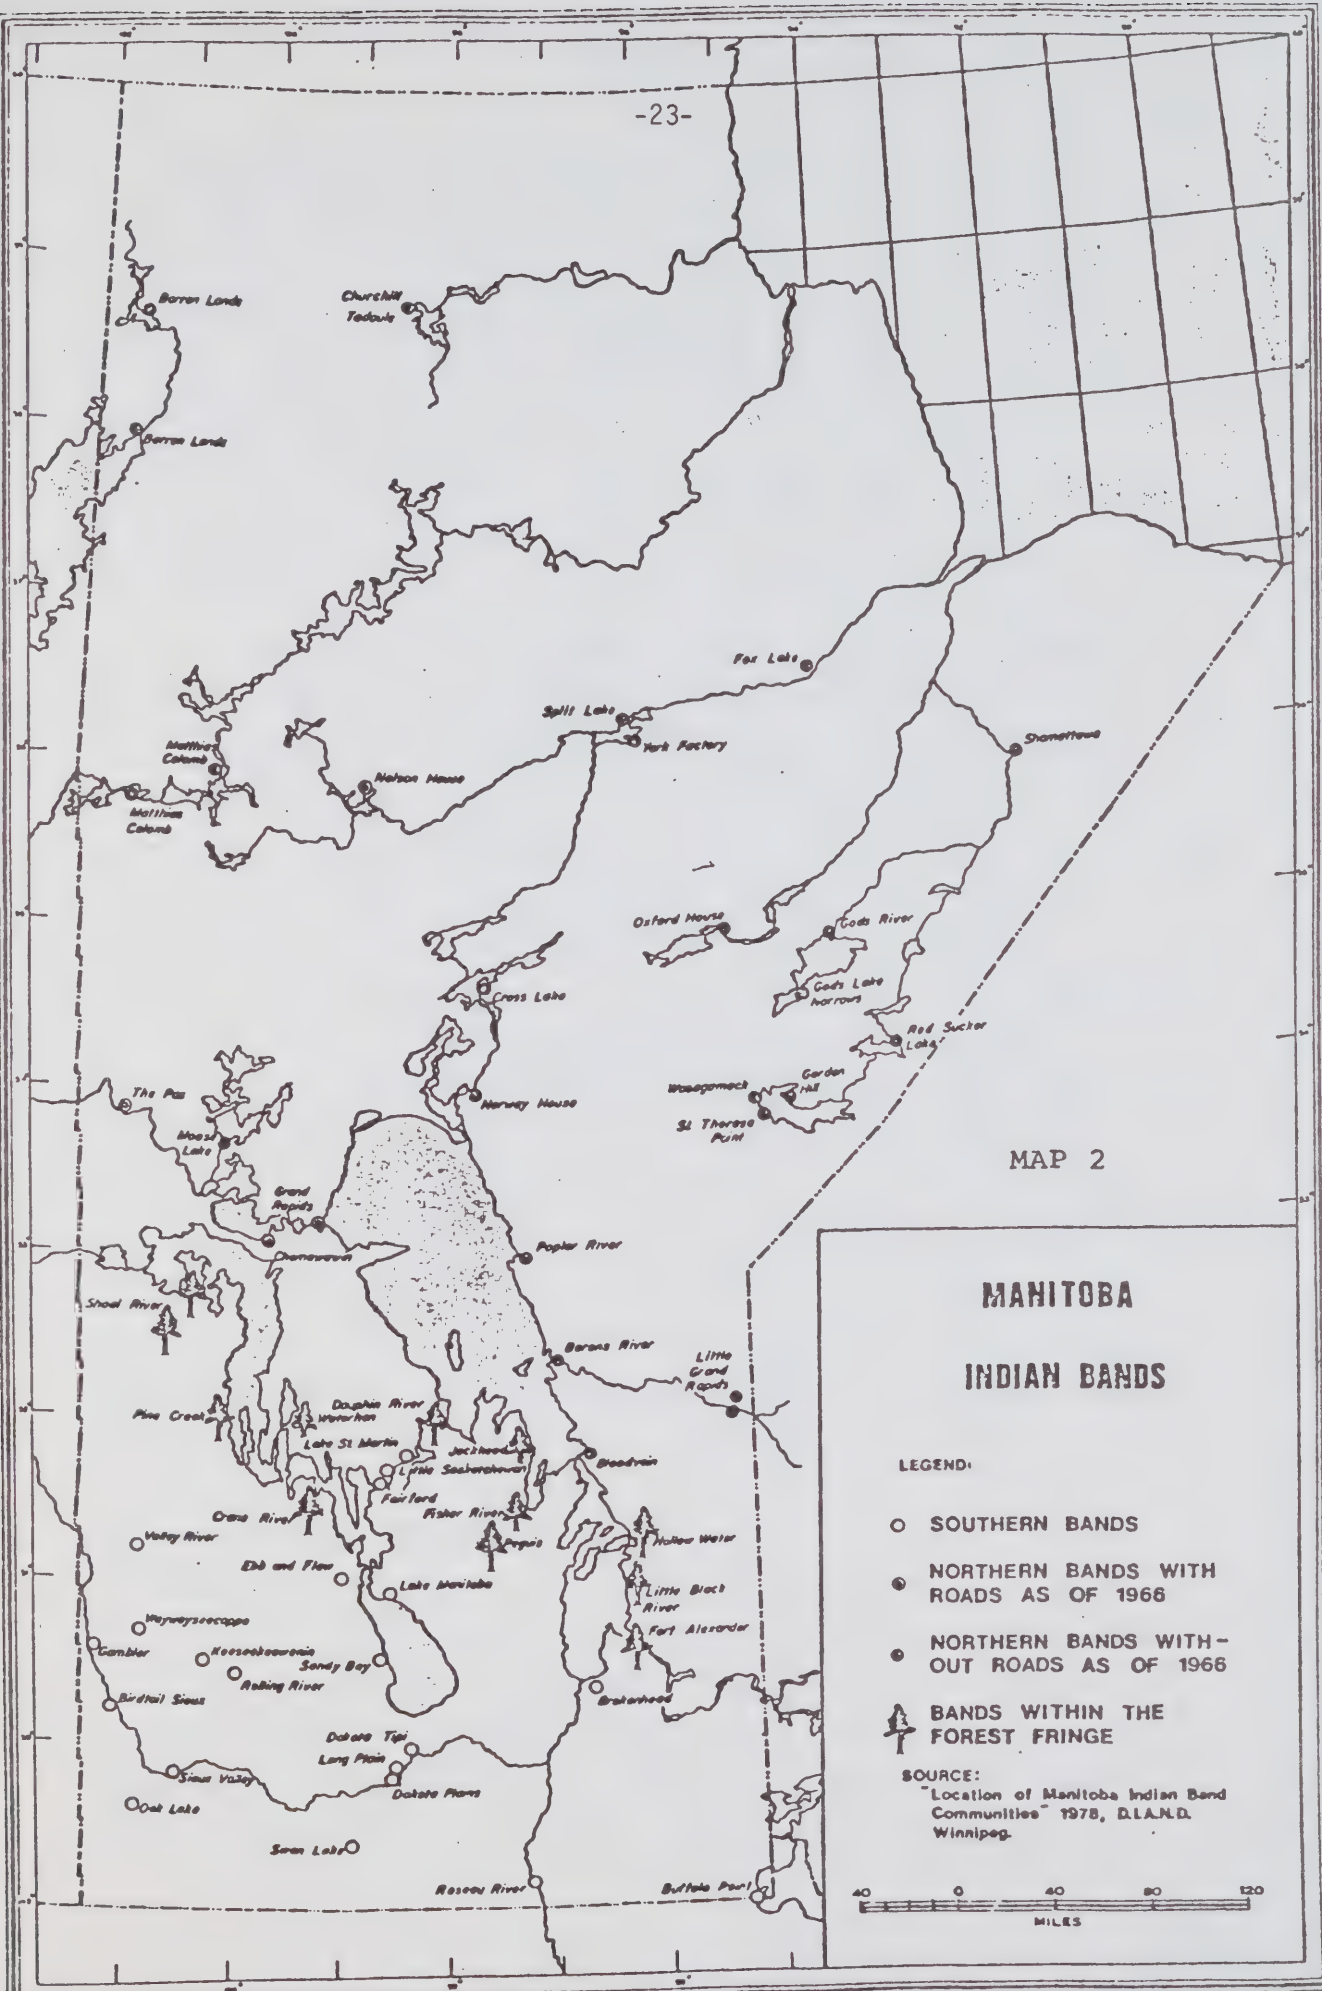 -23-
Barren Lands
Churchill
Tadoule
Barren Lands
Fox Lake
Split Lake
York Factory
Shamattawa
Mathias
Colomb
Nelson House
Mathias
Colomb
Oxford House
Gods River
Cross Lake
Gods Lake
Narrows
Red Sucker
Lake
The Pas
Norway House
Wasagamack
Garden
Hill
St. Theresa
Point
Moose
Lake
MAP 2
Grand
Rapids
Chemawawin
Poplar River
Shoal River
Berens River
Little
Grand
Rapids
Pine Creek
Waterhen
Dauphin River
Lake St. Martin
Jackhead
Little Saskatchewan
Bloodvein
Fairford
Crane River
Fisher River
Peguis
Hollow Water
Valley River
Ebb and Flow
Lake Manitoba
Little Black
River
Waywayseecappo
Fort Alexander
Gambler
Keeseekoowenin
Sandy Bay
Rolling River
Birdtail Sioux
Brokenhead
Dakota Tipi
Long Plain
Sioux Valley
Dakota Plains
Oak Lake
Swan Lake
Roseau River
Buffalo Point
MANITOBA
INDIAN BANDS
LEGEND:
SOUTHERN BANDS
NORTHERN BANDS WITH
ROADS AS OF 1966
NORTHERN BANDS WITH-
OUT ROADS AS OF 1966
BANDS WITHIN THE
FOREST FRINGE
SOURCE:
"Location of Manitoba Indian Band
Communities" 1978, D.I.A.N.D.
Winnipeg.
40 0 40 80 120
MILES